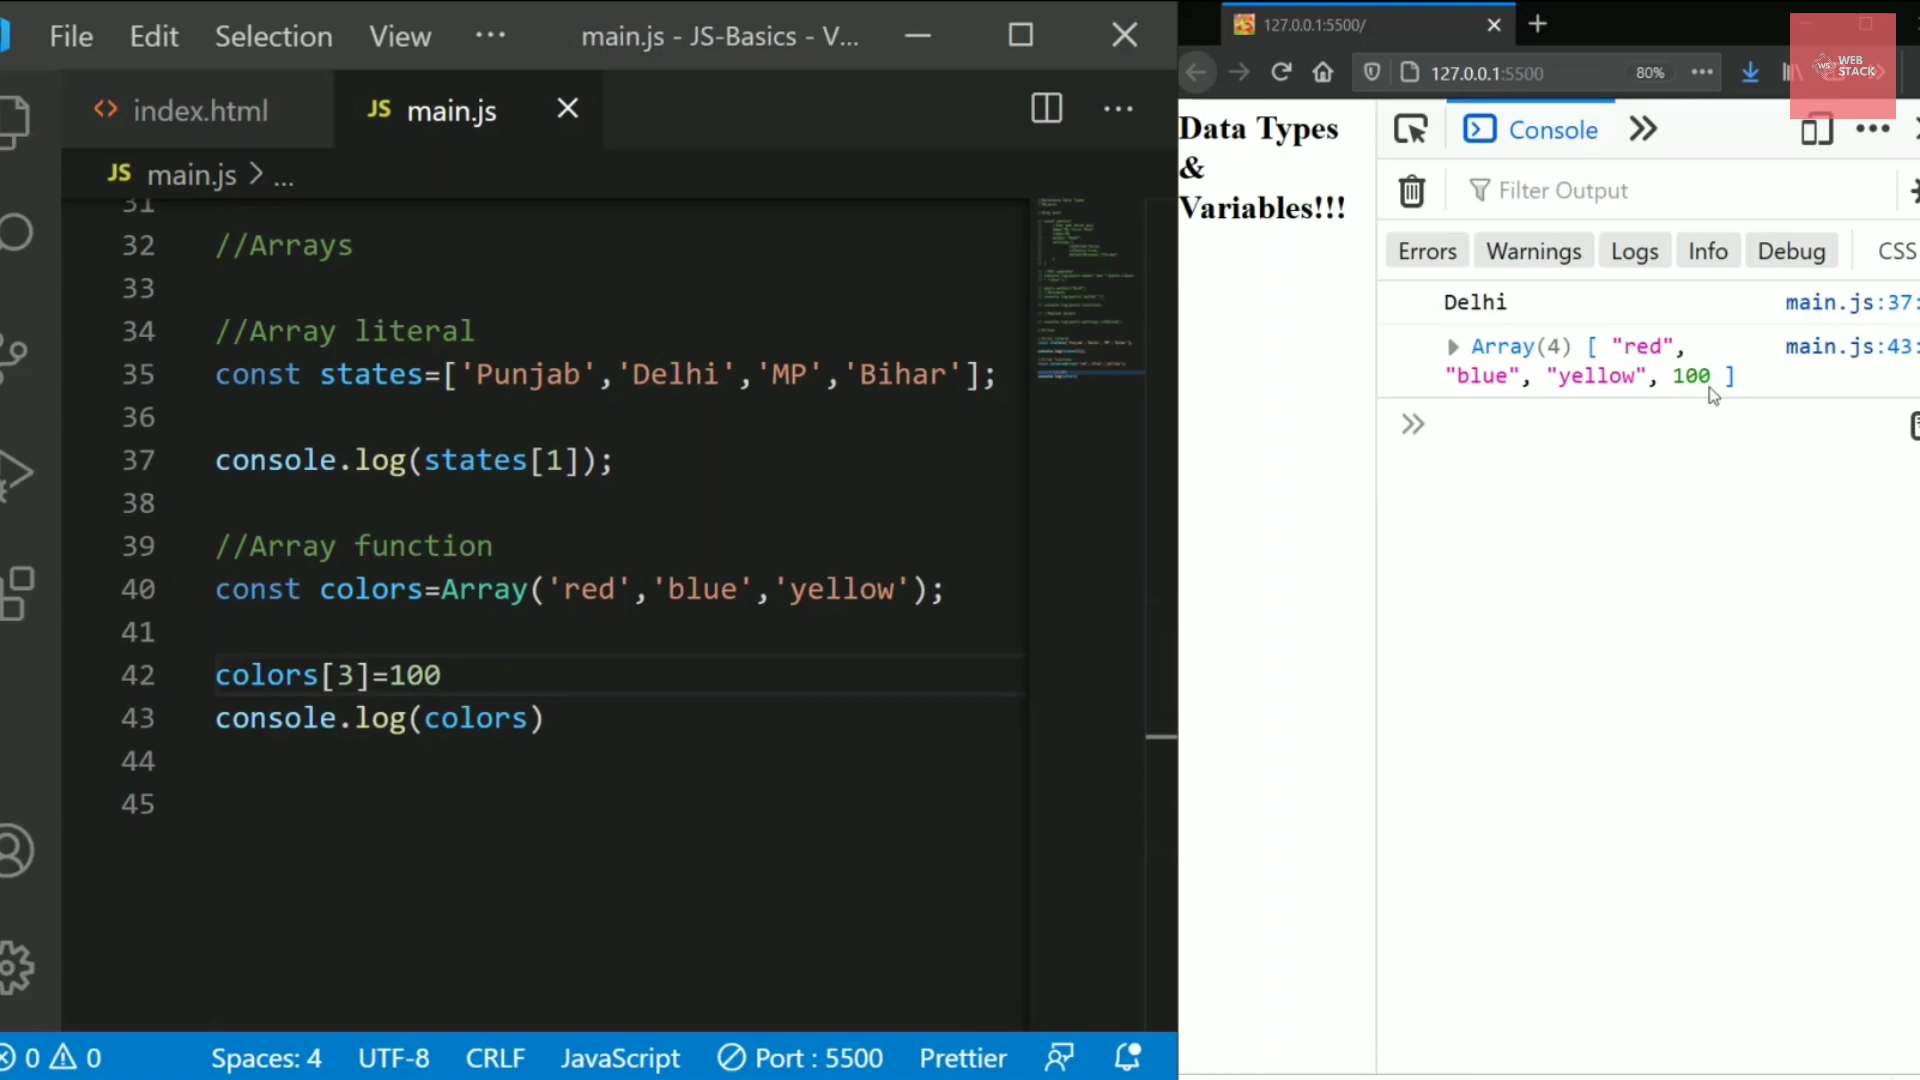 File Edit Selection View ··· main.js - JS-Basics - V...
index.html JS main.js
JS main.js > ...
31
32 //Arrays
33
34 //Array literal
35 const states=['Punjab','Delhi','MP','Bihar'];
36
37 console.log(states[1]);
38
39 //Array function
40 const colors=Array('red','blue','yellow');
41
42 colors[3]=100
43 console.log(colors)
44
45
0 0 Spaces: 4 UTF-8 CRLF JavaScript Port : 5500 Prettier
127.0.0.1:5500/
127.0.0.1:5500 80%
WS WEB
STACK
Data Types
&
Variables!!!
Console
Filter Output
Errors Warnings Logs Info Debug CSS
Delhi main.js:37:
Array(4) [ "red", main.js:43:
"blue", "yellow", 100 ]